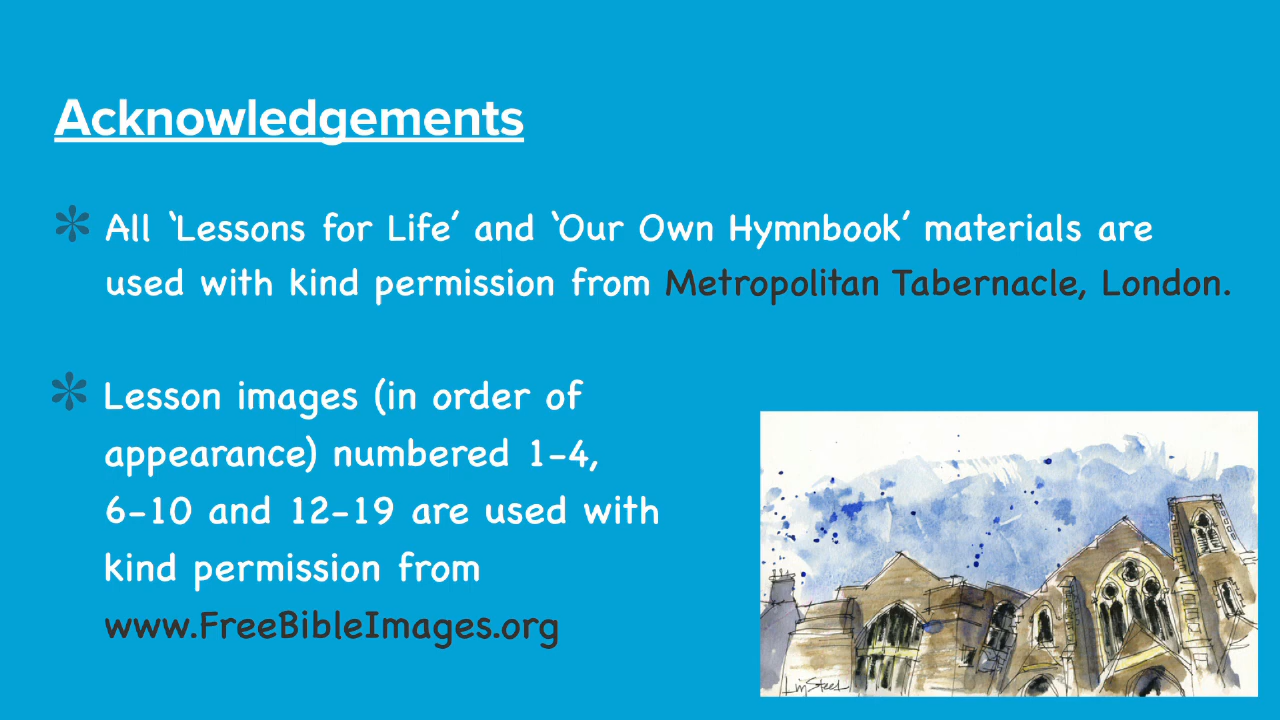 Acknowledgements
* All ‘Lessons for Life’ and ‘Our Own Hymnbook’ materials are
used with kind permission from Metropolitan Tabernacle, London.
* Lesson images (in order of
appearance) numbered 1-4,
6-10 and 12-19 are used with
kind permission from
www.FreeBibleImages.org